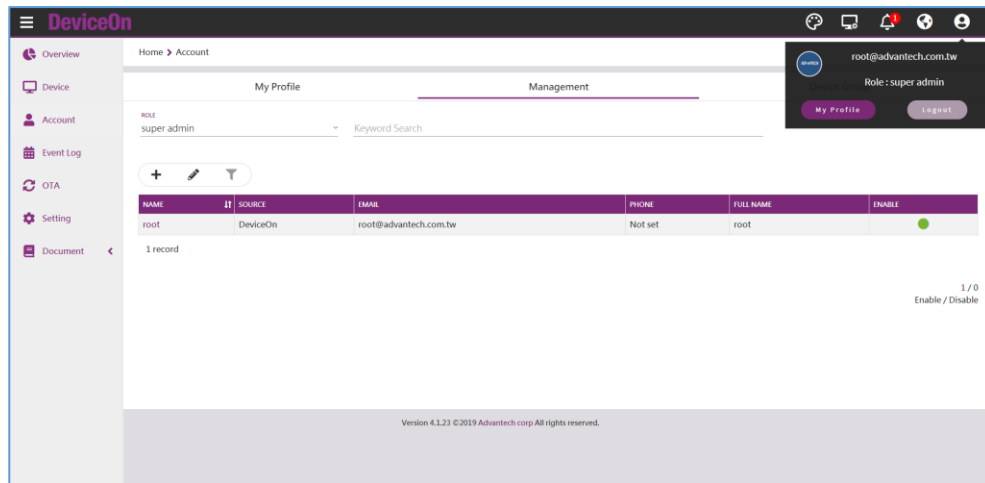 DeviceOn
1
Overview
Home > Account
root@advantech.com.tw
Role : super admin
My Profile
Logout
Device
My Profile
Management
Account
ROLE
super admin
Keyword Search
Event Log
OTA
NAME SOURCE EMAIL PHONE FULL NAME ENABLE
Setting
root DeviceOn root@advantech.com.tw Not set root
Document
1 record
1 / 0
Enable / Disable
Version 4.1.23 ©2019 Advantech corp All rights reserved.